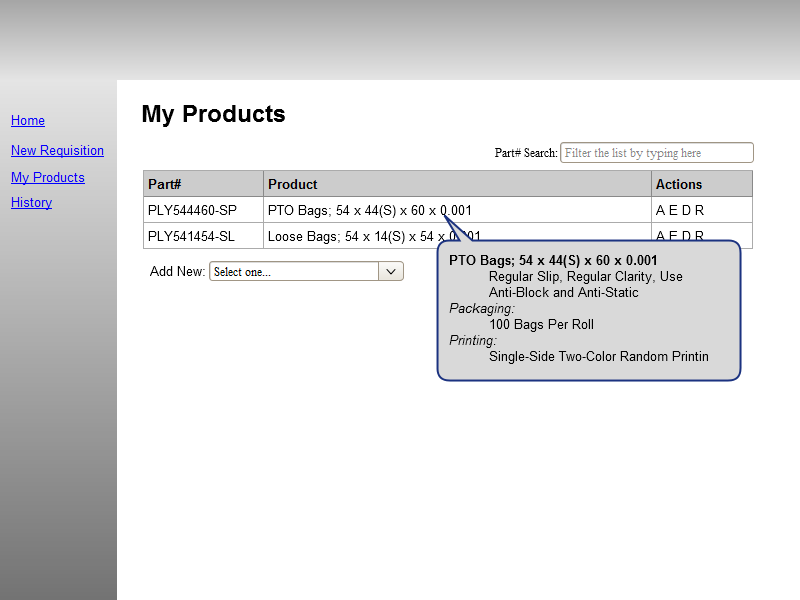 My Products
Home
New Requisition
My Products
History
Part# Search: Filter the list by typing here
Part# Product Actions
PLY544460-SP PTO Bags; 54 x 44(S) x 60 x 0.001 A E D R
PLY541454-SL Loose Bags; 54 x 14(S) x 54 x 0.001 A E D R
Add New: Select one...
PTO Bags; 54 x 44(S) x 60 x 0.001
Regular Slip, Regular Clarity, Use
Anti-Block and Anti-Static
Packaging:
100 Bags Per Roll
Printing:
Single-Side Two-Color Random Printin